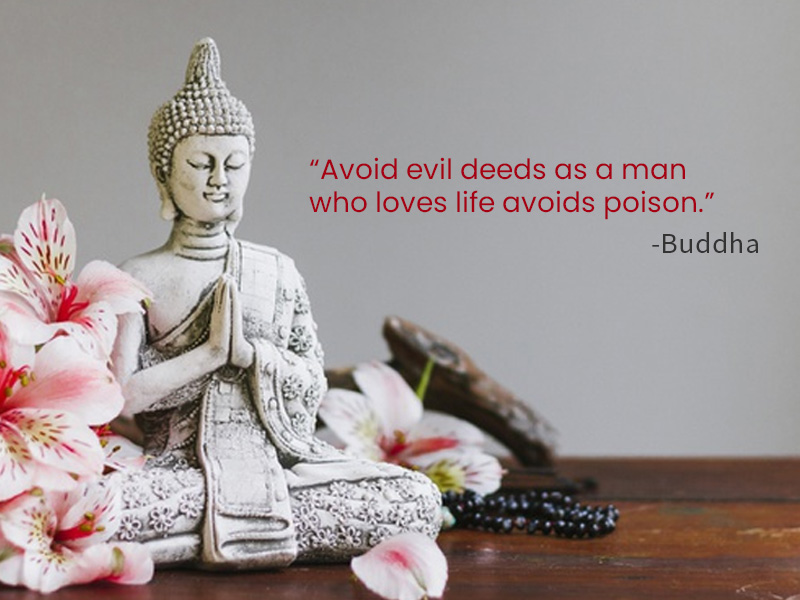 “Avoid evil deeds as a man
who loves life avoids poison.”
-Buddha